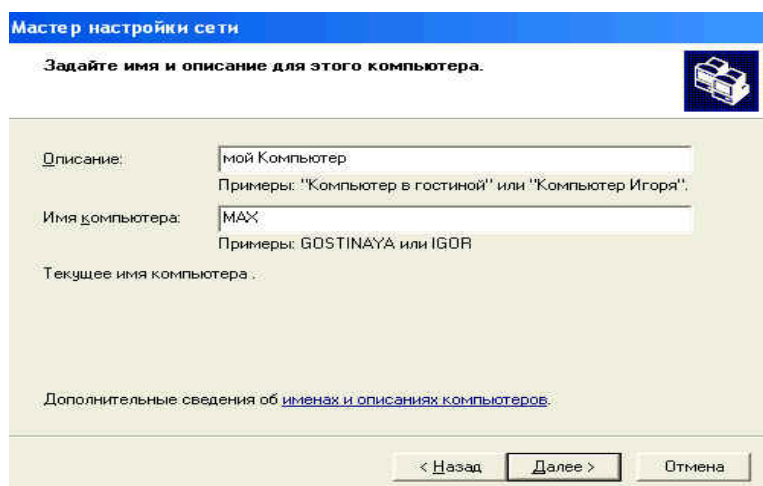 Мастер настройки сети
Задайте имя и описание для этого компьютера.
Описание:
мой Компьютер
Примеры: "Компьютер в гостиной" или "Компьютер Игоря".
Имя компьютера:
MAX
Примеры: GOSTINAYA или IGOR
Текущее имя компьютера .
Дополнительные сведения об именах и описаниях компьютеров.
< Назад
Далее >
Отмена